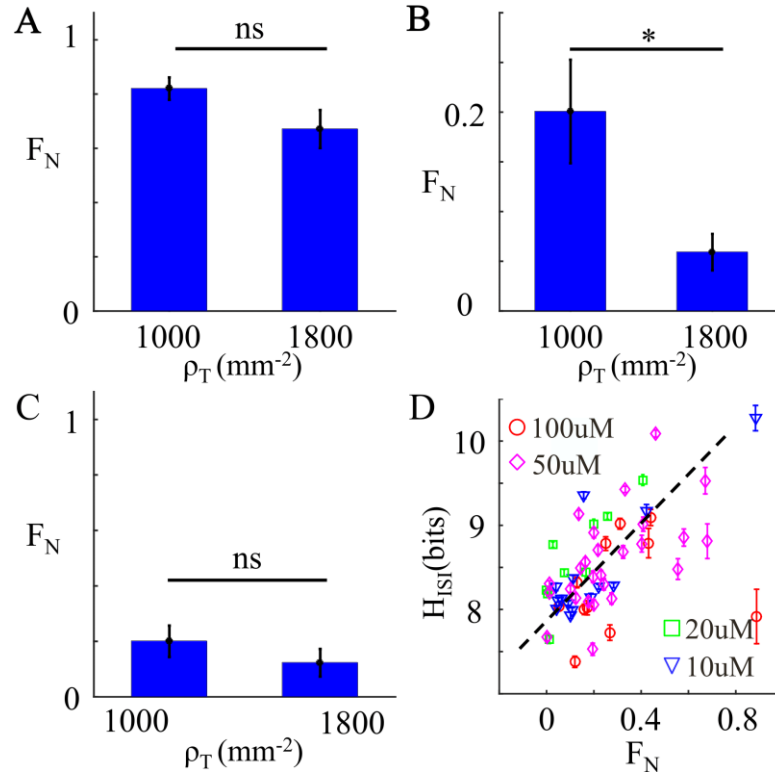 A
1
ns
F_N
0
1000 1800
ρ_T (mm⁻²)
B
*
0.2
F_N
0
1000 1800
ρ_T (mm⁻²)
C
1
F_N
ns
0
1000 1800
ρ_T (mm⁻²)
D
100uM
50uM
10
9
8
H_ISI(bits)
20uM
10uM
0 0.4 0.8
F_N